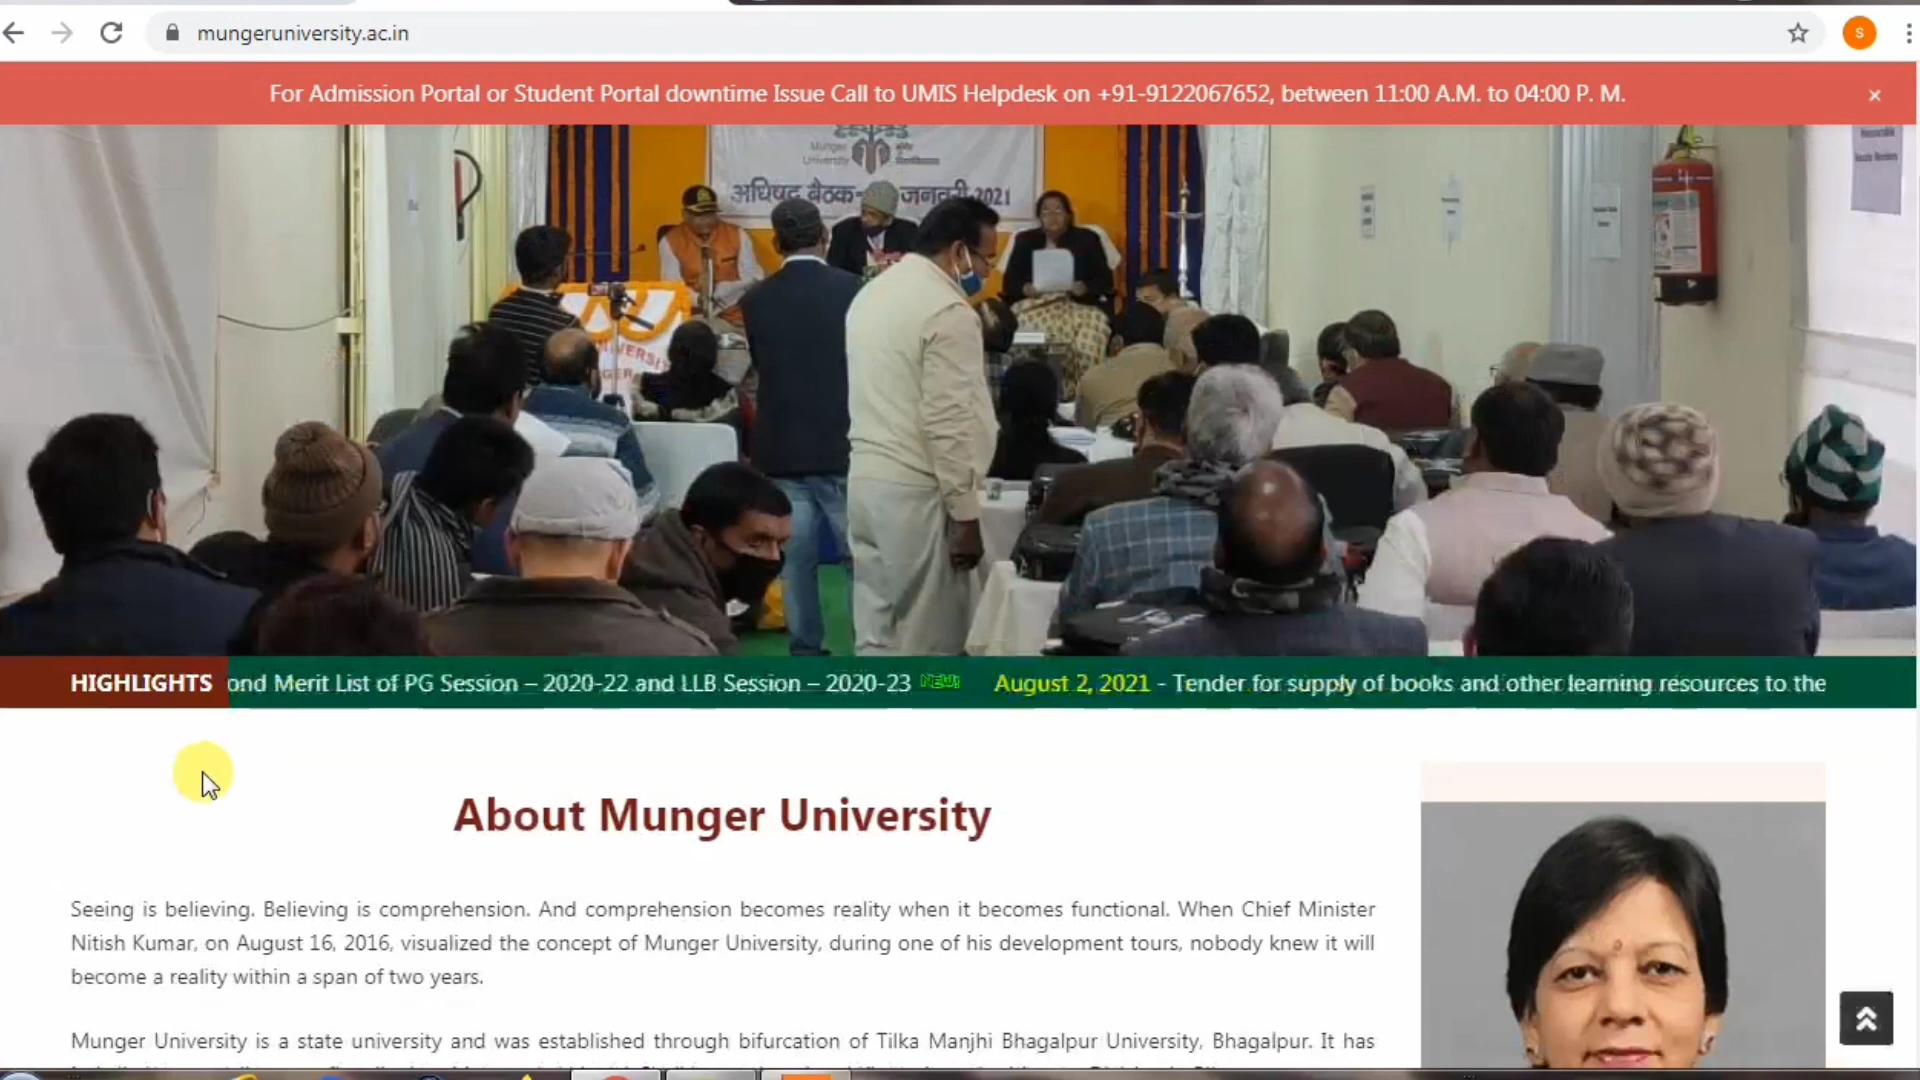 mungeruniversity.ac.in
S
For Admission Portal or Student Portal downtime Issue Call to UMIS Helpdesk on +91-9122067652, between 11:00 A.M. to 04:00 P. M.
Munger
University
अधिषद बैठक- जनवरी-2021
HIGHLIGHTS ond Merit List of PG Session – 2020-22 and LLB Session – 2020-23 NEW! August 2, 2021 - Tender for supply of books and other learning resources to the
About Munger University
Seeing is believing. Believing is comprehension. And comprehension becomes reality when it becomes functional. When Chief Minister
Nitish Kumar, on August 16, 2016, visualized the concept of Munger University, during one of his development tours, nobody knew it will
become a reality within a span of two years.
Munger University is a state university and was established through bifurcation of Tilka Manjhi Bhagalpur University, Bhagalpur. It has